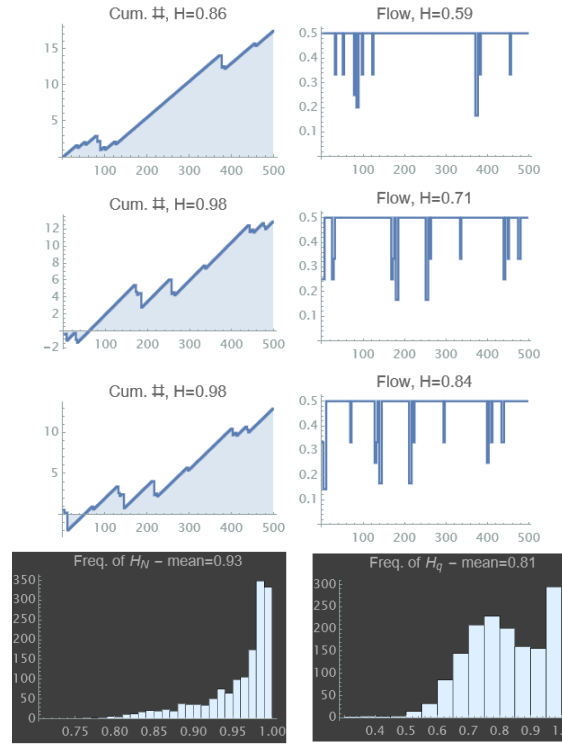 Cum. #, H=0.86
15
10
5
100 200 300 400 500
Flow, H=0.59
0.5
0.4
0.3
0.2
0.1
100 200 300 400 500
Cum. #, H=0.98
12
10
8
6
4
2
-2
100 200 300 400 500
Flow, H=0.71
0.5
0.4
0.3
0.2
0.1
100 200 300 400 500
Cum. #, H=0.98
10
5
100 200 300 400 500
Flow, H=0.84
0.5
0.4
0.3
0.2
0.1
100 200 300 400 500
Freq. of H_N – mean=0.93
350
300
250
200
150
100
50
0
0.75 0.80 0.85 0.90 0.95 1.00
Freq. of H_q – mean=0.81
300
250
200
150
100
50
0
0.4 0.5 0.6 0.7 0.8 0.9